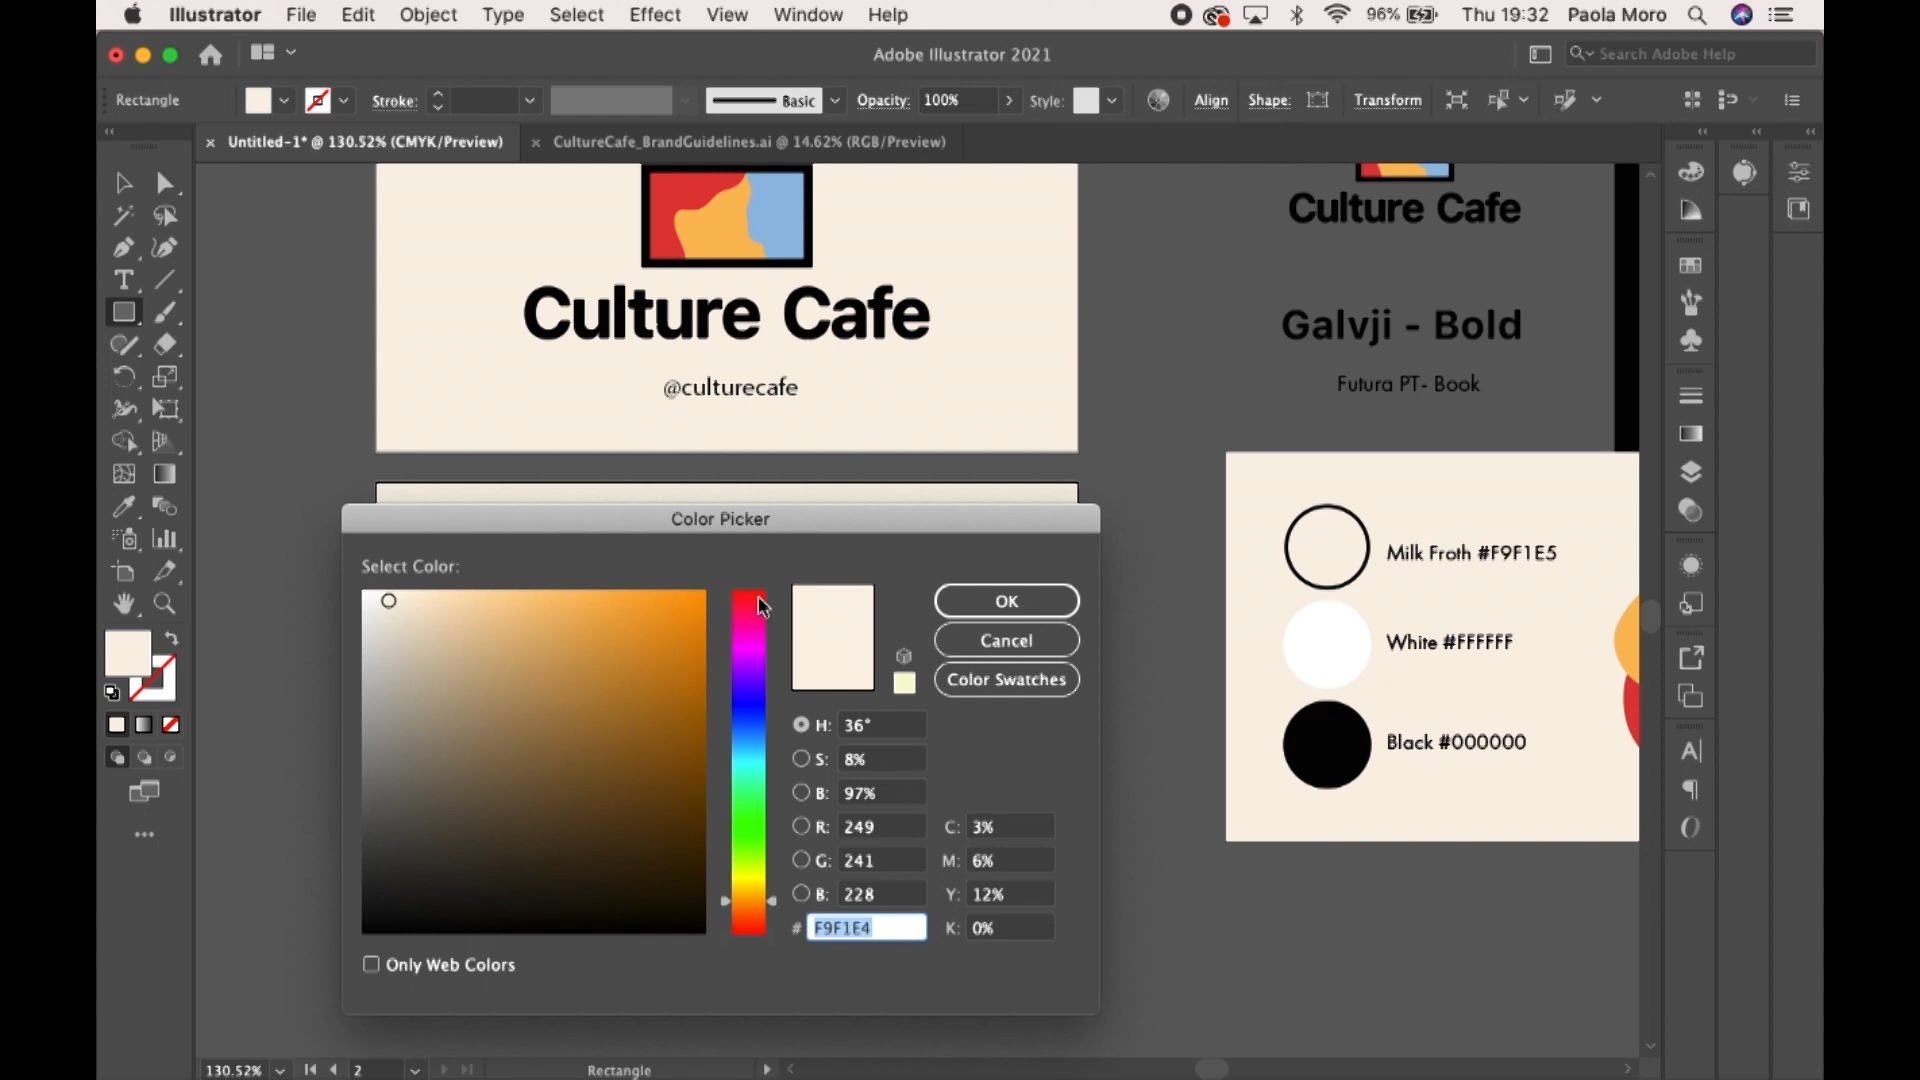 Illustrator File Edit Object Type Select Effect View Window Help 96% Thu 19:32 Paola Moro
Adobe Illustrator 2021 Search Adobe Help
Rectangle Stroke: Basic Opacity: 100% Style: Align Shape: Transform
Untitled-1* @ 130.52% (CMYK/Preview) CultureCafe_BrandGuidelines.ai @ 14.62% (RGB/Preview)
Culture Cafe
@culturecafe
Culture Cafe
Galvji - Bold
Futura PT- Book
Milk Froth #F9F1E5
White #FFFFFF
Black #000000
Color Picker
Select Color:
OK
Cancel
Color Swatches
H: 36°
S: 8%
B: 97%
R: 249 C: 3%
G: 241 M: 6%
B: 228 Y: 12%
# F9F1E4 K: 0%
Only Web Colors
130.52% 2 Rectangle